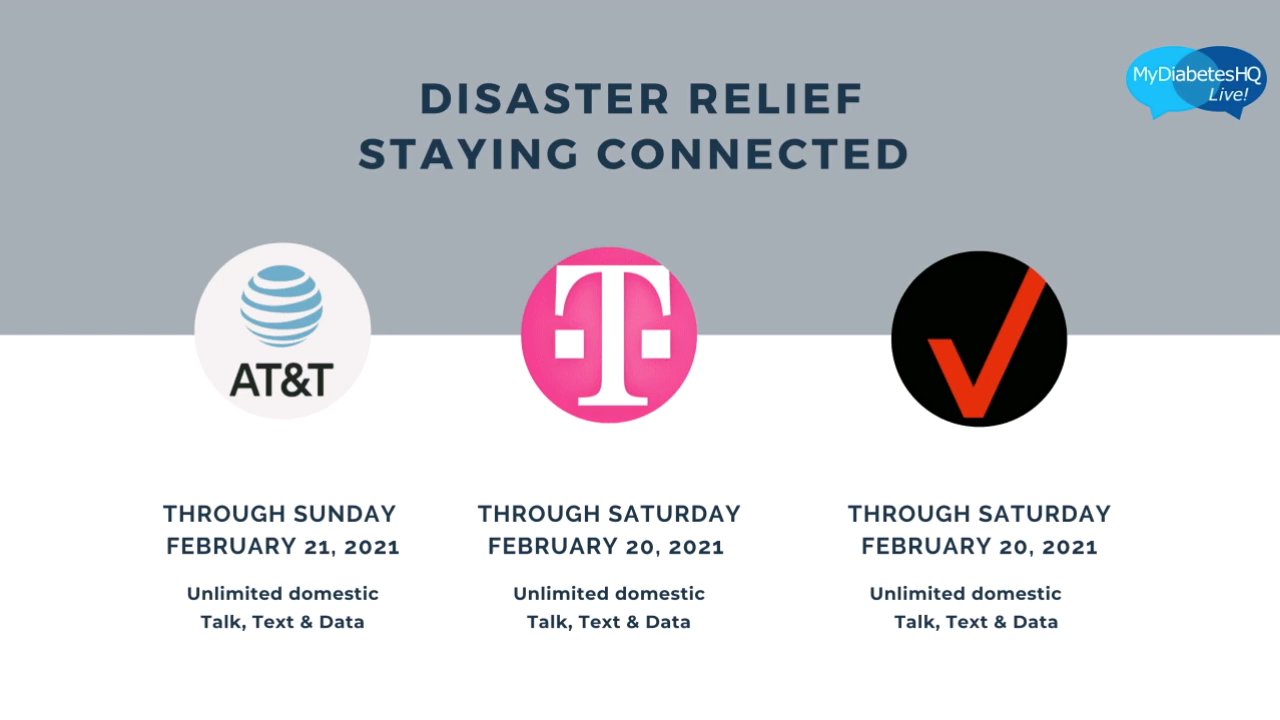 MyDiabetesHQ
Live!
DISASTER RELIEF
STAYING CONNECTED
AT&T
T
THROUGH SUNDAY
FEBRUARY 21, 2021
Unlimited domestic
Talk, Text & Data
THROUGH SATURDAY
FEBRUARY 20, 2021
Unlimited domestic
Talk, Text & Data
THROUGH SATURDAY
FEBRUARY 20, 2021
Unlimited domestic
Talk, Text & Data